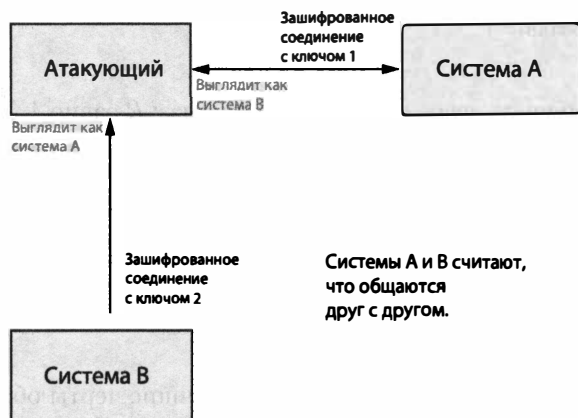 Зашифрованное
соединение
с ключом 1
Атакующий
Система А
Выглядит как
система В
Выглядит как
система А
Зашифрованное
соединение
с ключом 2
Системы А и В считают,
что общаются
друг с другом.
Система В